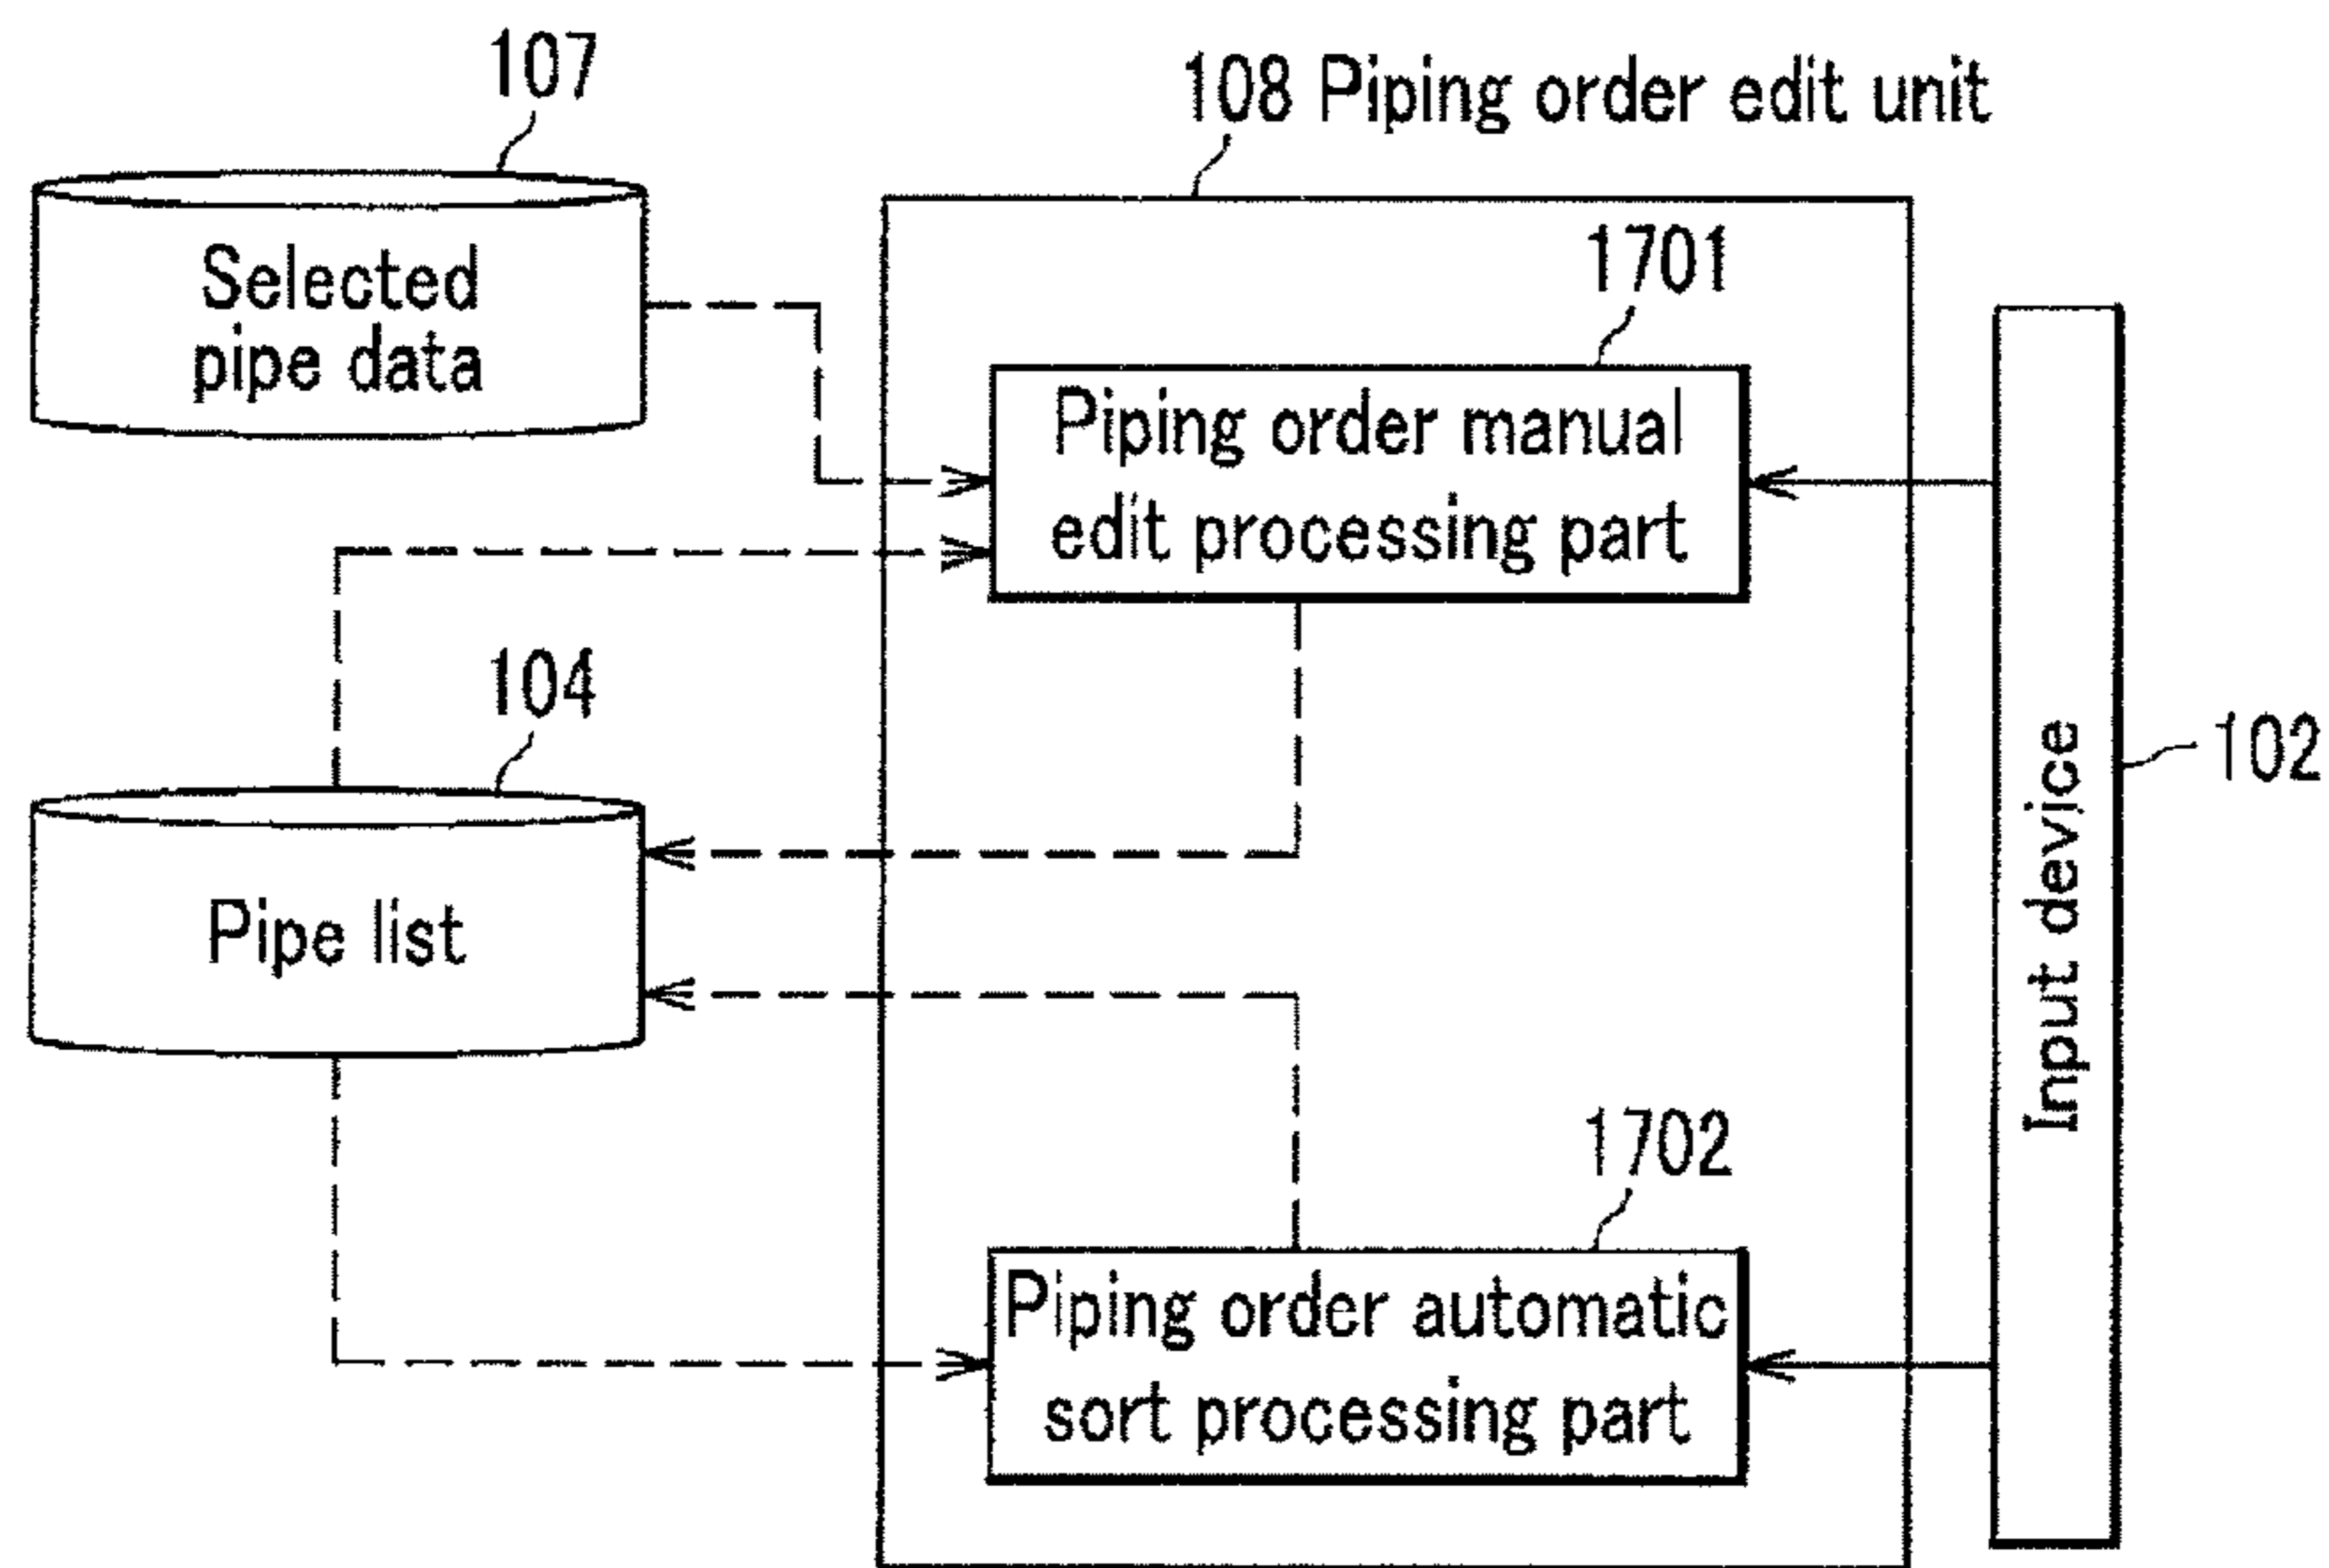 107
108 Piping order edit unit
Selected
pipe data
1701
Piping order manual
edit processing part
104
102
Input device
Pipe list
1702
Piping order automatic
sort processing part